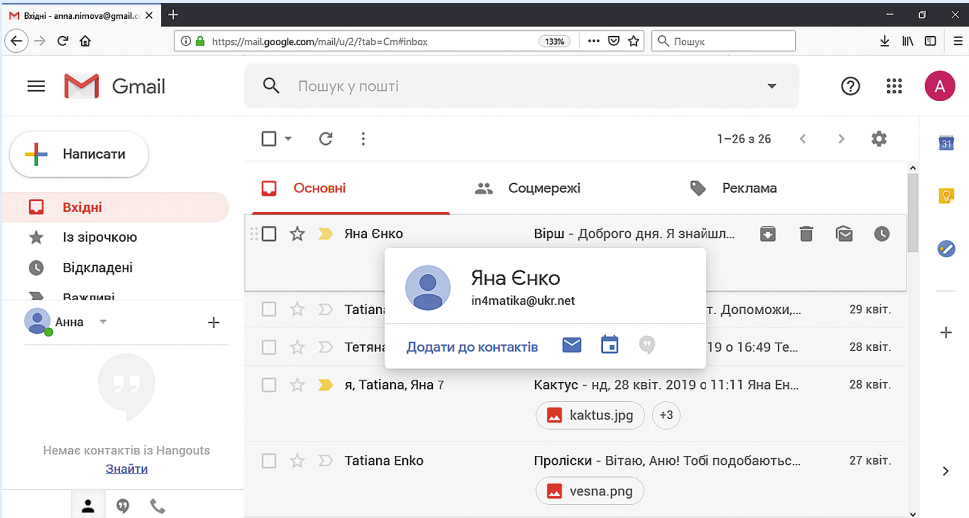 Вхідні - anna.nimova@gmail.c
https://mail.google.com/mail/u/2/?tab=Cm#inbox
133%
Пошук
Gmail
Пошук у пошті
A
Написати
1–26 з 26
31
Основні
Соцмережі
Реклама
Вхідні
Із зірочкою
Відкладені
Важливі
Яна Єнко
Вірш - Доброго дня. Я знайшл...
Яна Єнко
in4matika@ukr.net
Додати до контактів
Tatiana
т. Допоможи,...
29 квіт.
Тетяна
19 о 16:49 Те...
28 квіт.
я, Tatiana, Яна 7
Кактус - нд, 28 квіт. 2019 о 11:11 Яна Ен...
28 квіт.
kaktus.jpg
+3
Tatiana Enko
Проліски - Вітаю, Аню! Тобі подобаютьс...
27 квіт.
vesna.png
Анна
Немає контактів із Hangouts
Знайти